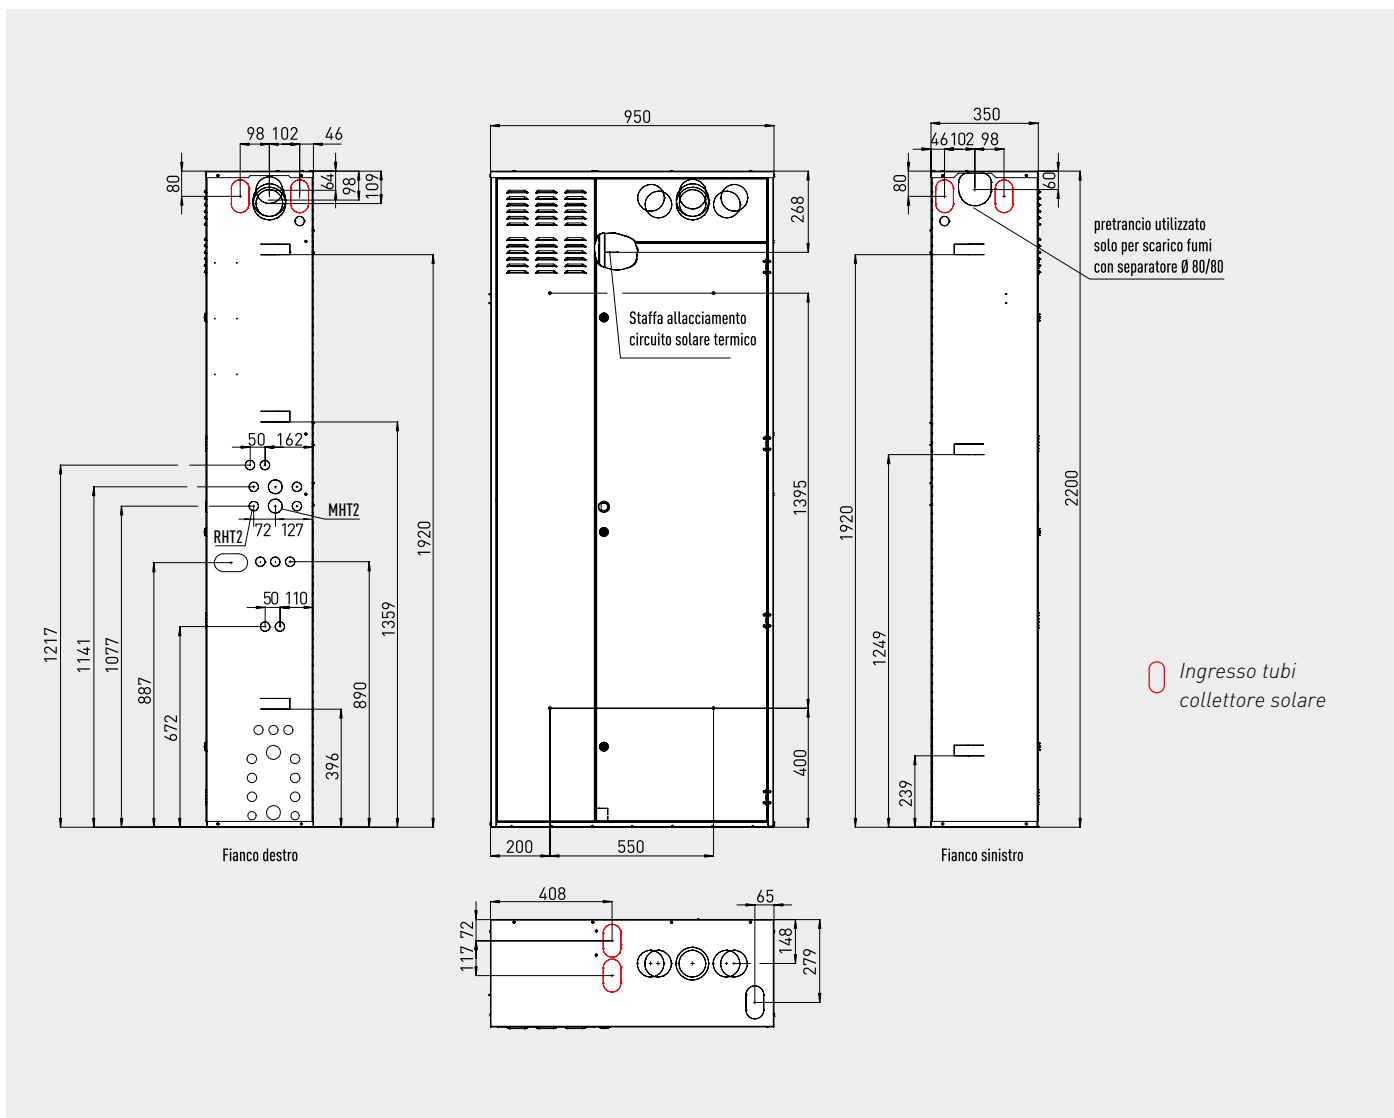 98 102 46
80
64
98
109
50 162
MHT2
72 127
RHT2
50 110
1217
1141
1077
887
672
396
890
1359
1920
Fianco destro
950
268
Staffa allacciamento
circuito solare termico
1395
400
200 550
350
46 102 98
80
60
pretrancio utilizzato
solo per scarico fumi
con separatore Ø 80/80
1920
1249
239
2200
Fianco sinistro
Ingresso tubi
collettore solare
408 65
72
117
148
279